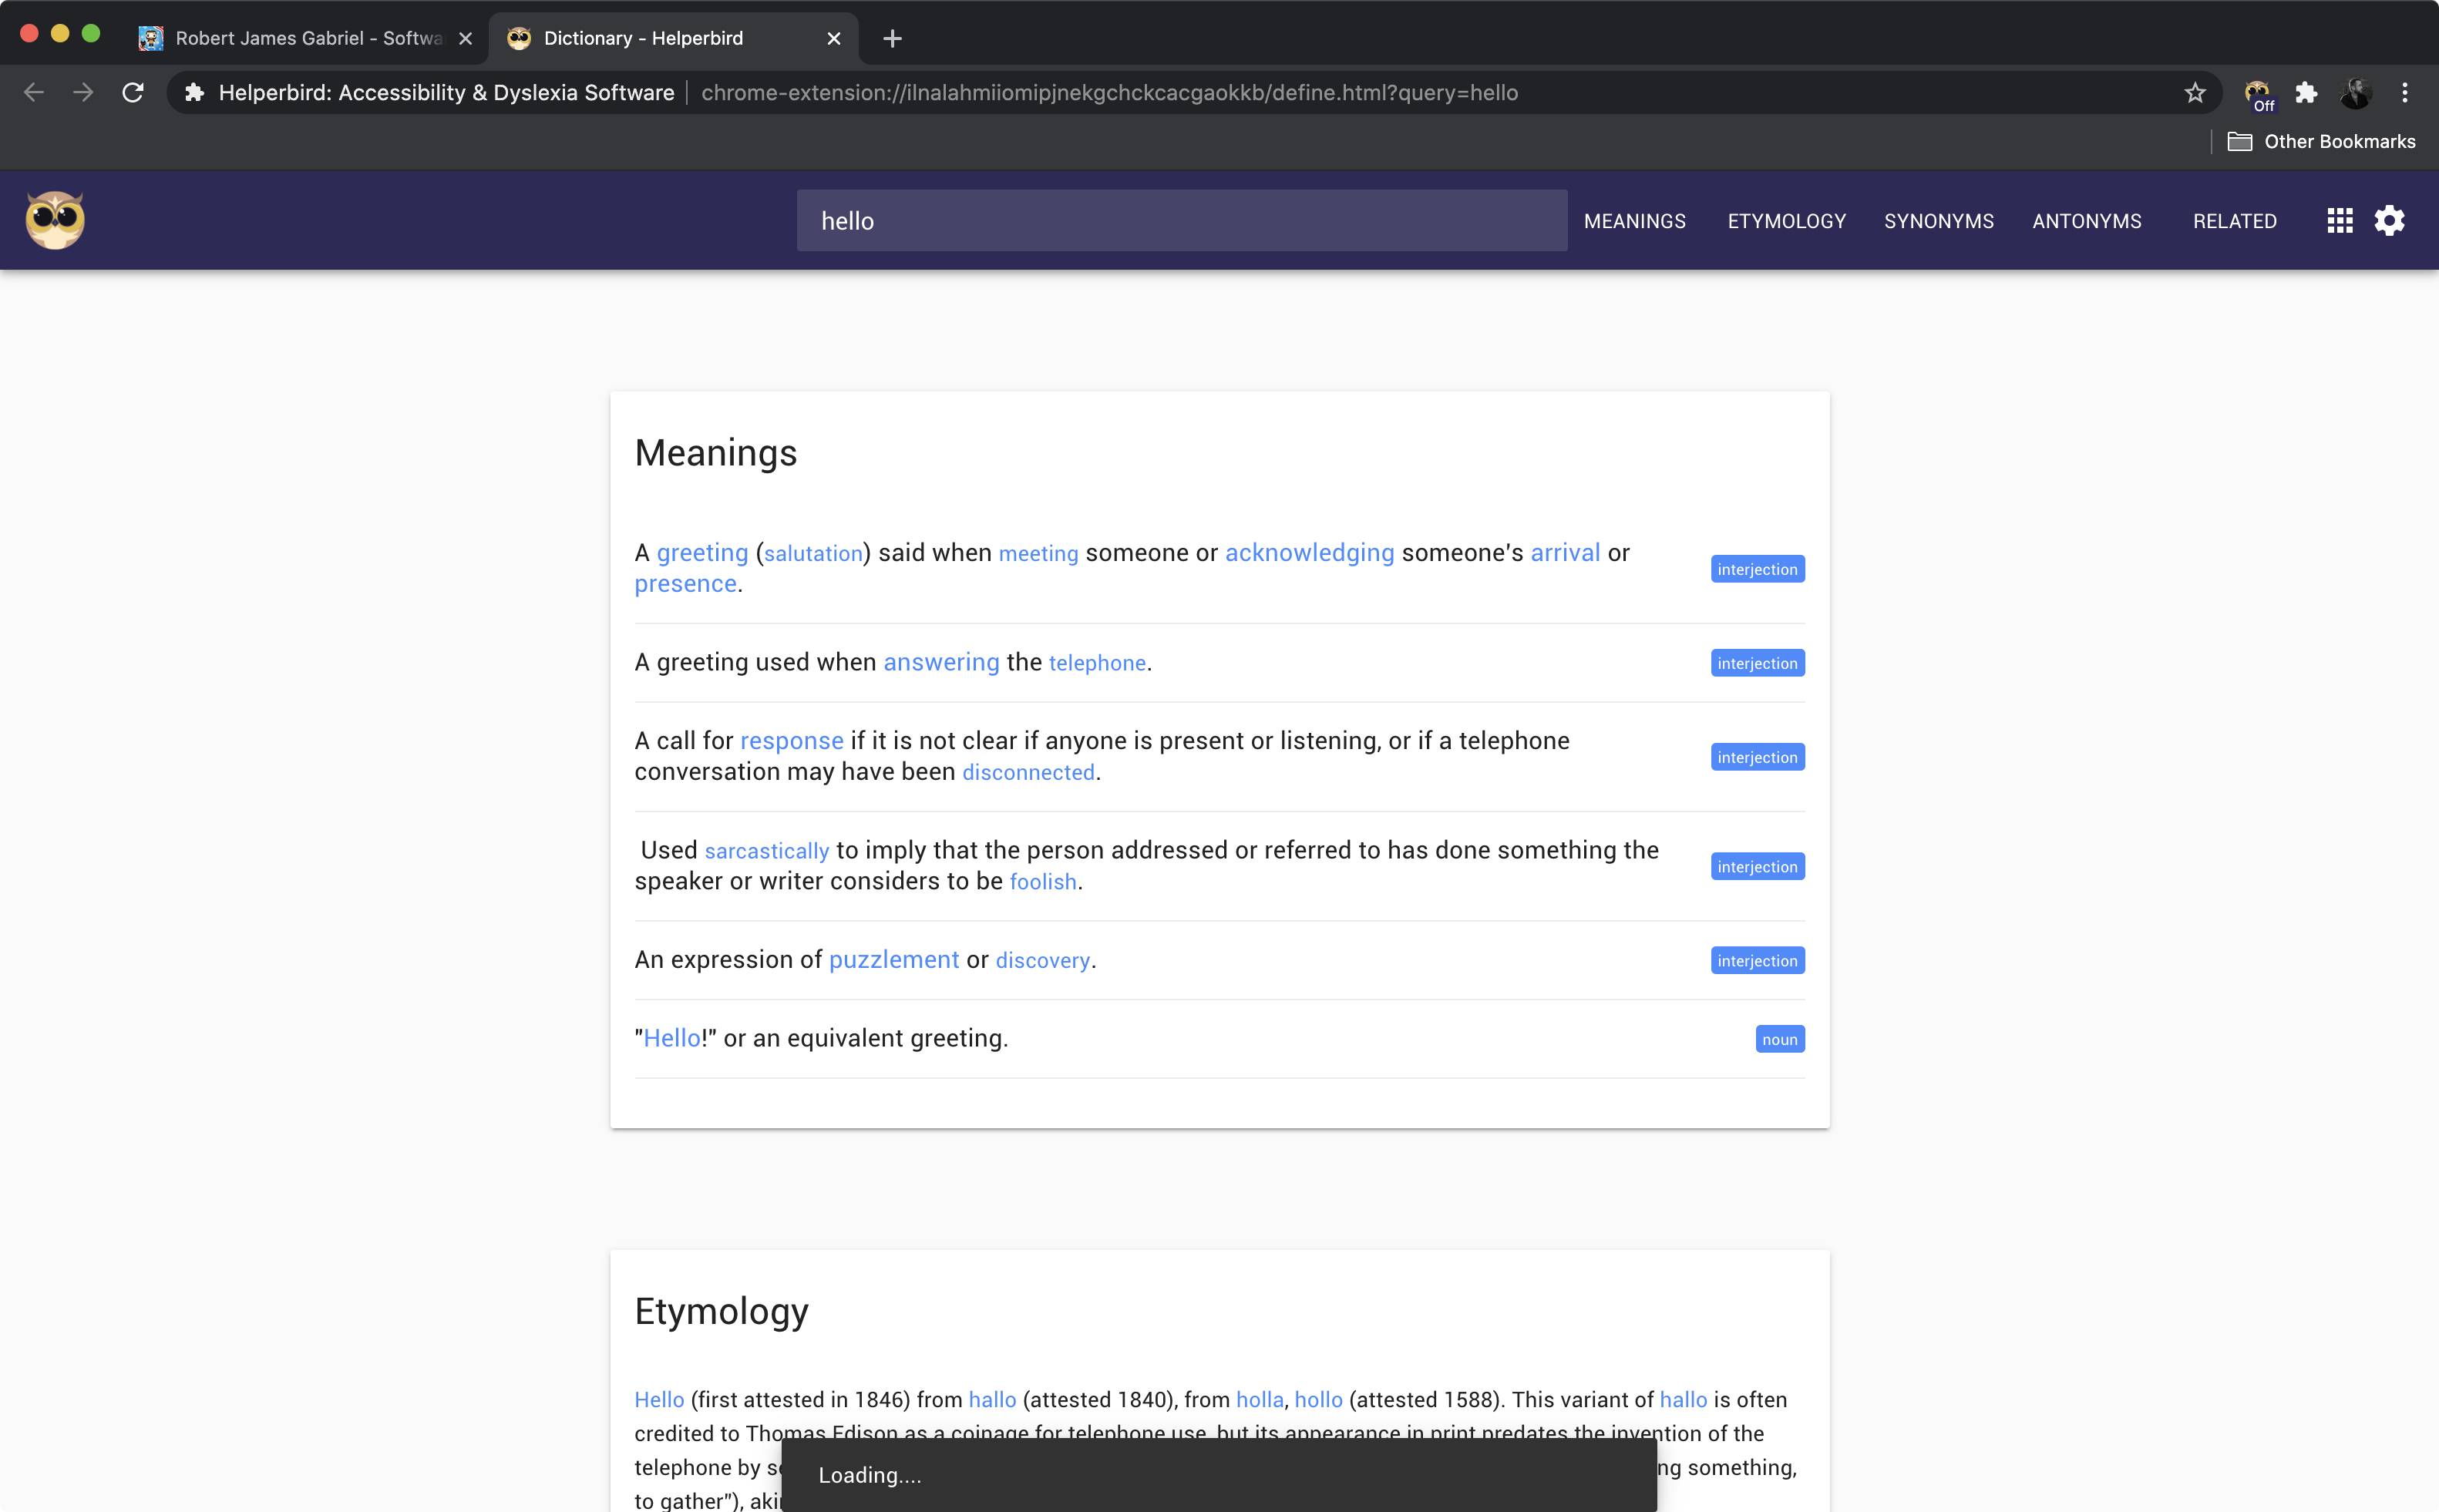 Robert James Gabriel - Softwa
Dictionary - Helperbird
Helperbird: Accessibility & Dyslexia Software
chrome-extension://ilnalahmiiomipjnekgchckcacgaokkb/define.html?query=hello
Off
Other Bookmarks
hello
MEANINGS
ETYMOLOGY
SYNONYMS
ANTONYMS
RELATED
Meanings
A greeting (salutation) said when meeting someone or acknowledging someone's arrival or
presence.
interjection
A greeting used when answering the telephone.
interjection
A call for response if it is not clear if anyone is present or listening, or if a telephone
conversation may have been disconnected.
interjection
Used sarcastically to imply that the person addressed or referred to has done something the
speaker or writer considers to be foolish.
interjection
An expression of puzzlement or discovery.
interjection
"Hello!" or an equivalent greeting.
noun
Etymology
Hello (first attested in 1846) from hallo (attested 1840), from holla, hollo (attested 1588). This variant of hallo is often
credited to Thomas Edison as a coinage for telephone use, but its appearance in print predates the invention of the
telephone by ng something,
to gather"),
Loading....